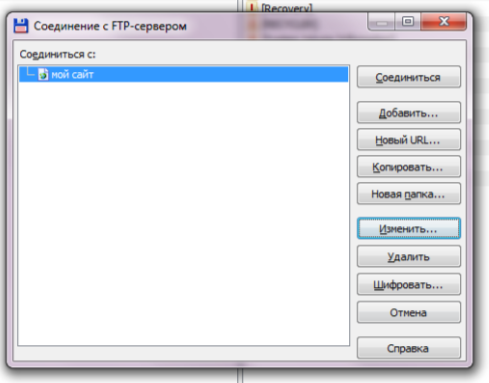 [Recovery]
Соединение с FTP-сервером
Соединиться с:
мой сайт
Соединиться
Добавить...
Новый URL...
Копировать...
Новая папка...
Изменить...
Удалить
Шифровать...
Отмена
Справка